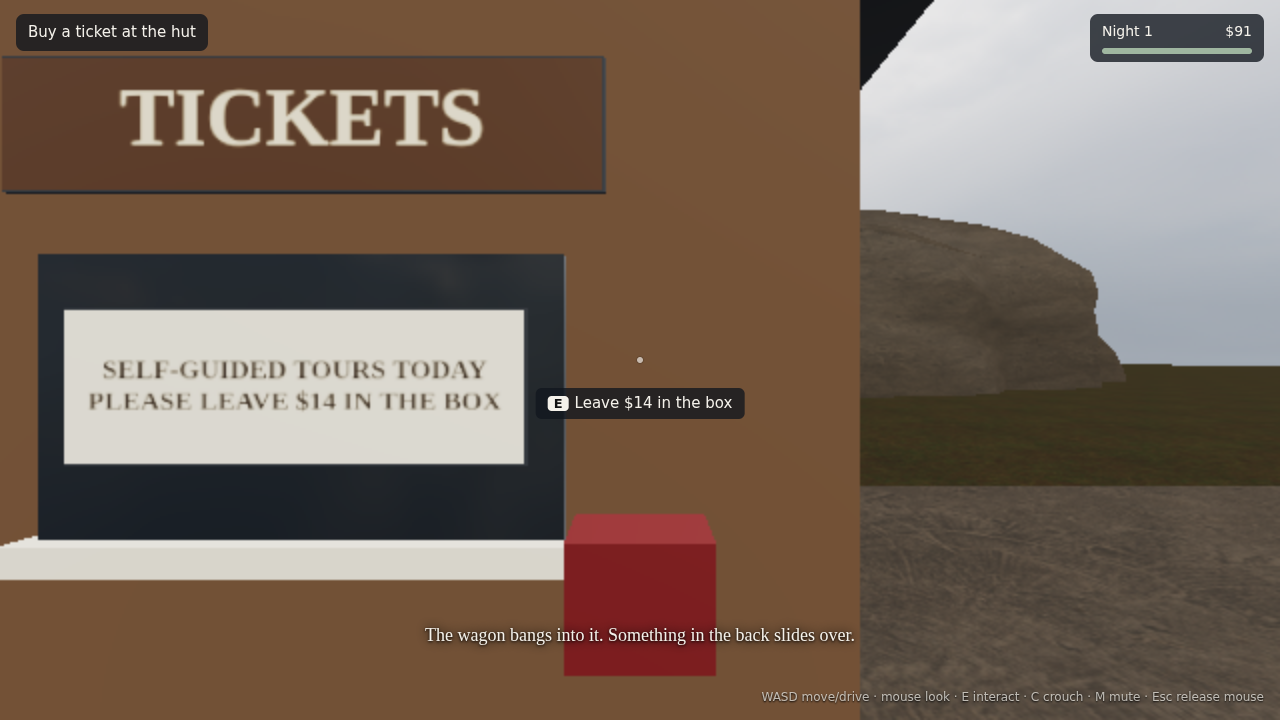 Buy a ticket at the hut
Night 1 $91
TICKETS
SELF-GUIDED TOURS TODAY
PLEASE LEAVE $14 IN THE BOX
E Leave $14 in the box
The wagon bangs into it. Something in the back slides over.
WASD move/drive · mouse look · E interact · C crouch · M mute · Esc release mouse